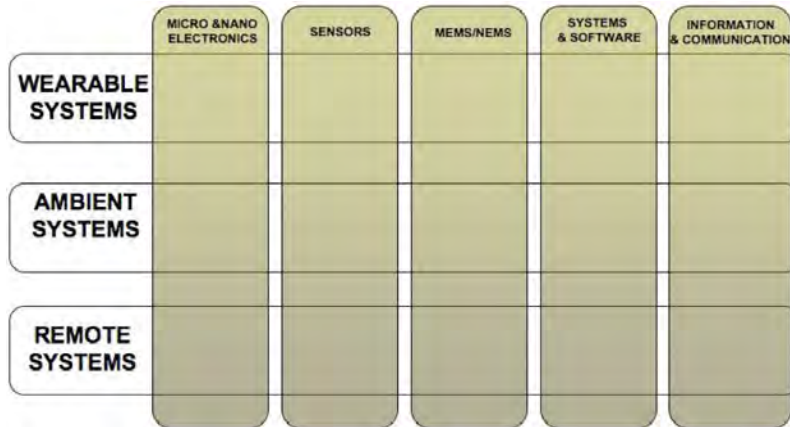 MICRO &NANO
ELECTRONICS
SENSORS
MEMS/NEMS
SYSTEMS
& SOFTWARE
INFORMATION
& COMMUNICATION
WEARABLE
SYSTEMS
AMBIENT
SYSTEMS
REMOTE
SYSTEMS